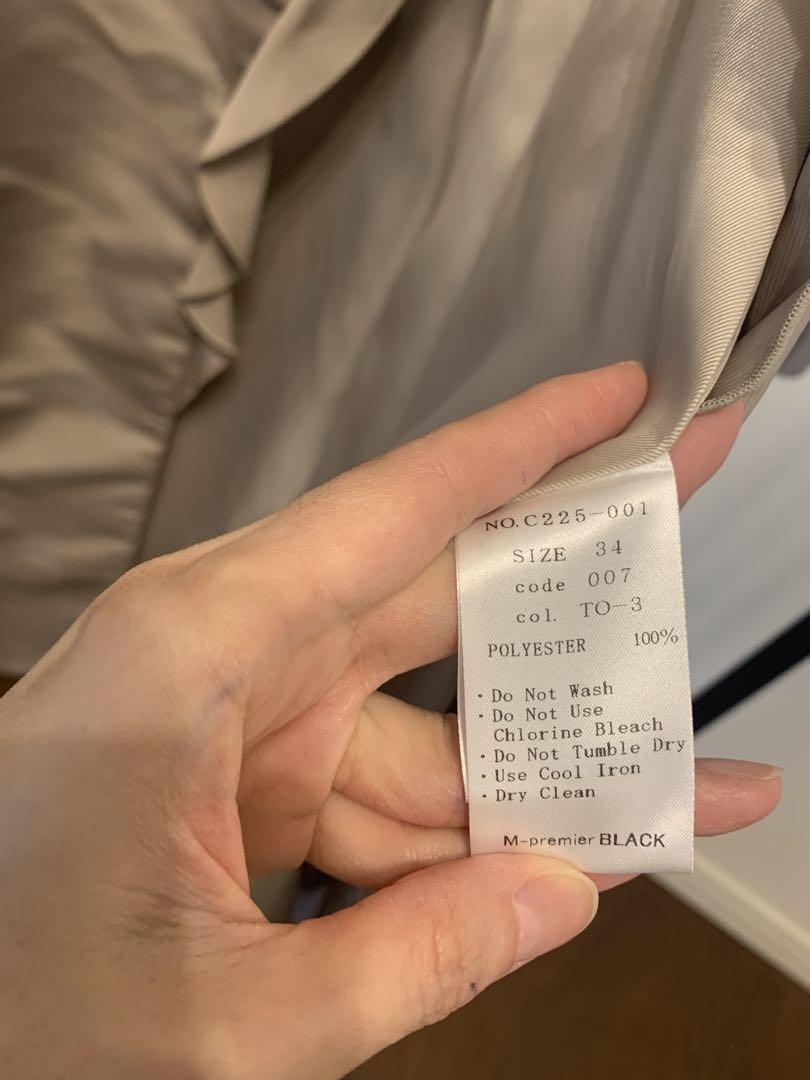 NO. C225-001
SIZE 34
code 007
col. TO-3
POLYESTER 100%
・Do Not Wash
・Do Not Use
Chlorine Bleach
・Do Not Tumble Dry
・Use Cool Iron
・Dry Clean
M-premier BLACK